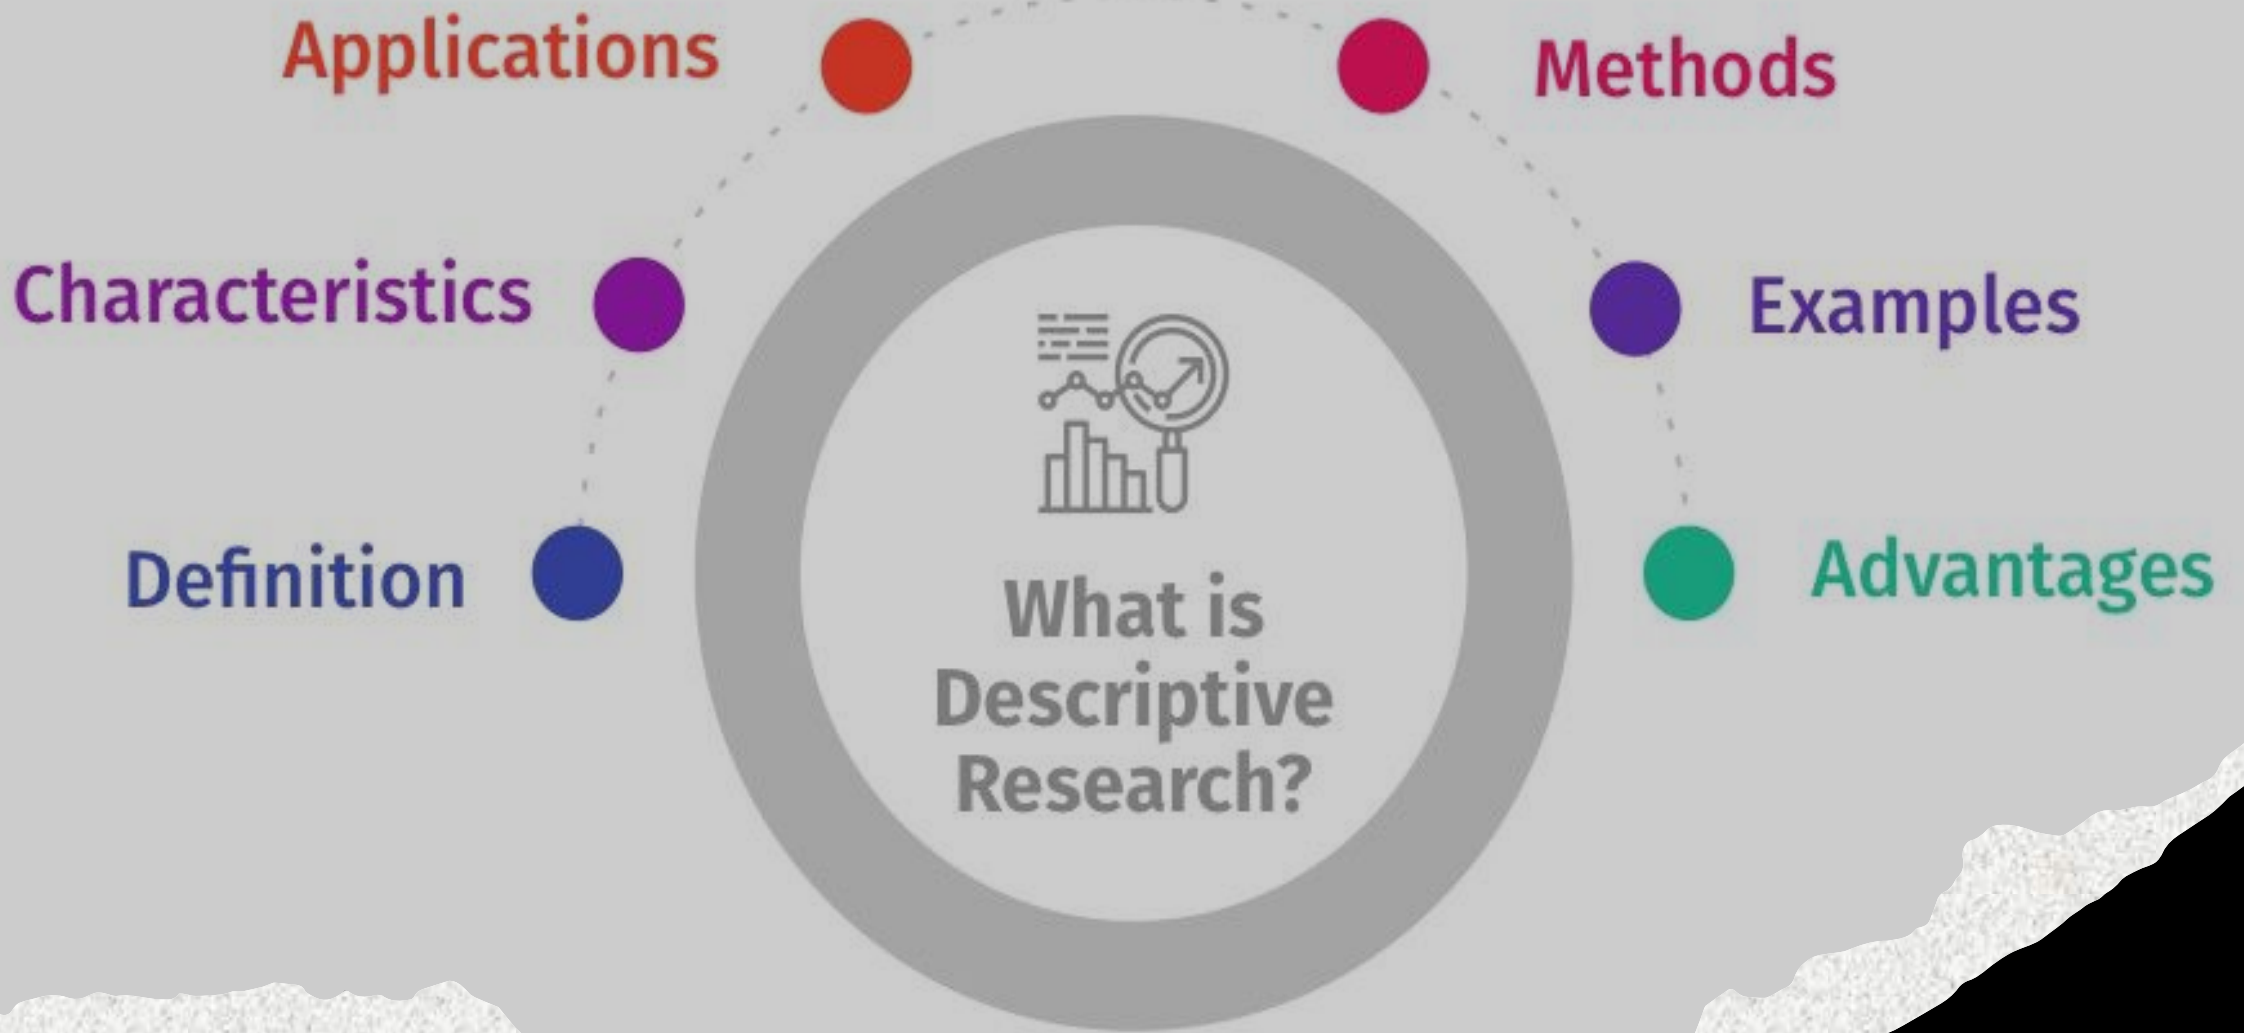 Applications
Methods
Characteristics
Examples
Definition
Advantages
What is
Descriptive
Research?